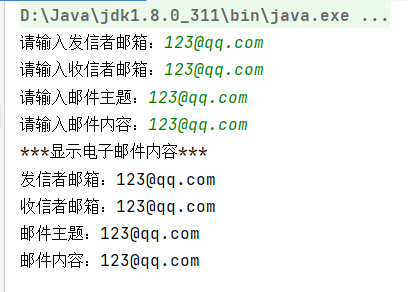 D:\Java\jdk1.8.0_311\bin\java.exe ...
请输入发信者邮箱：123@qq.com
请输入收信者邮箱：123@qq.com
请输入邮件主题：123@qq.com
请输入邮件内容：123@qq.com
***显示电子邮件内容***
发信者邮箱：123@qq.com
收信者邮箱：123@qq.com
邮件主题：123@qq.com
邮件内容：123@qq.com